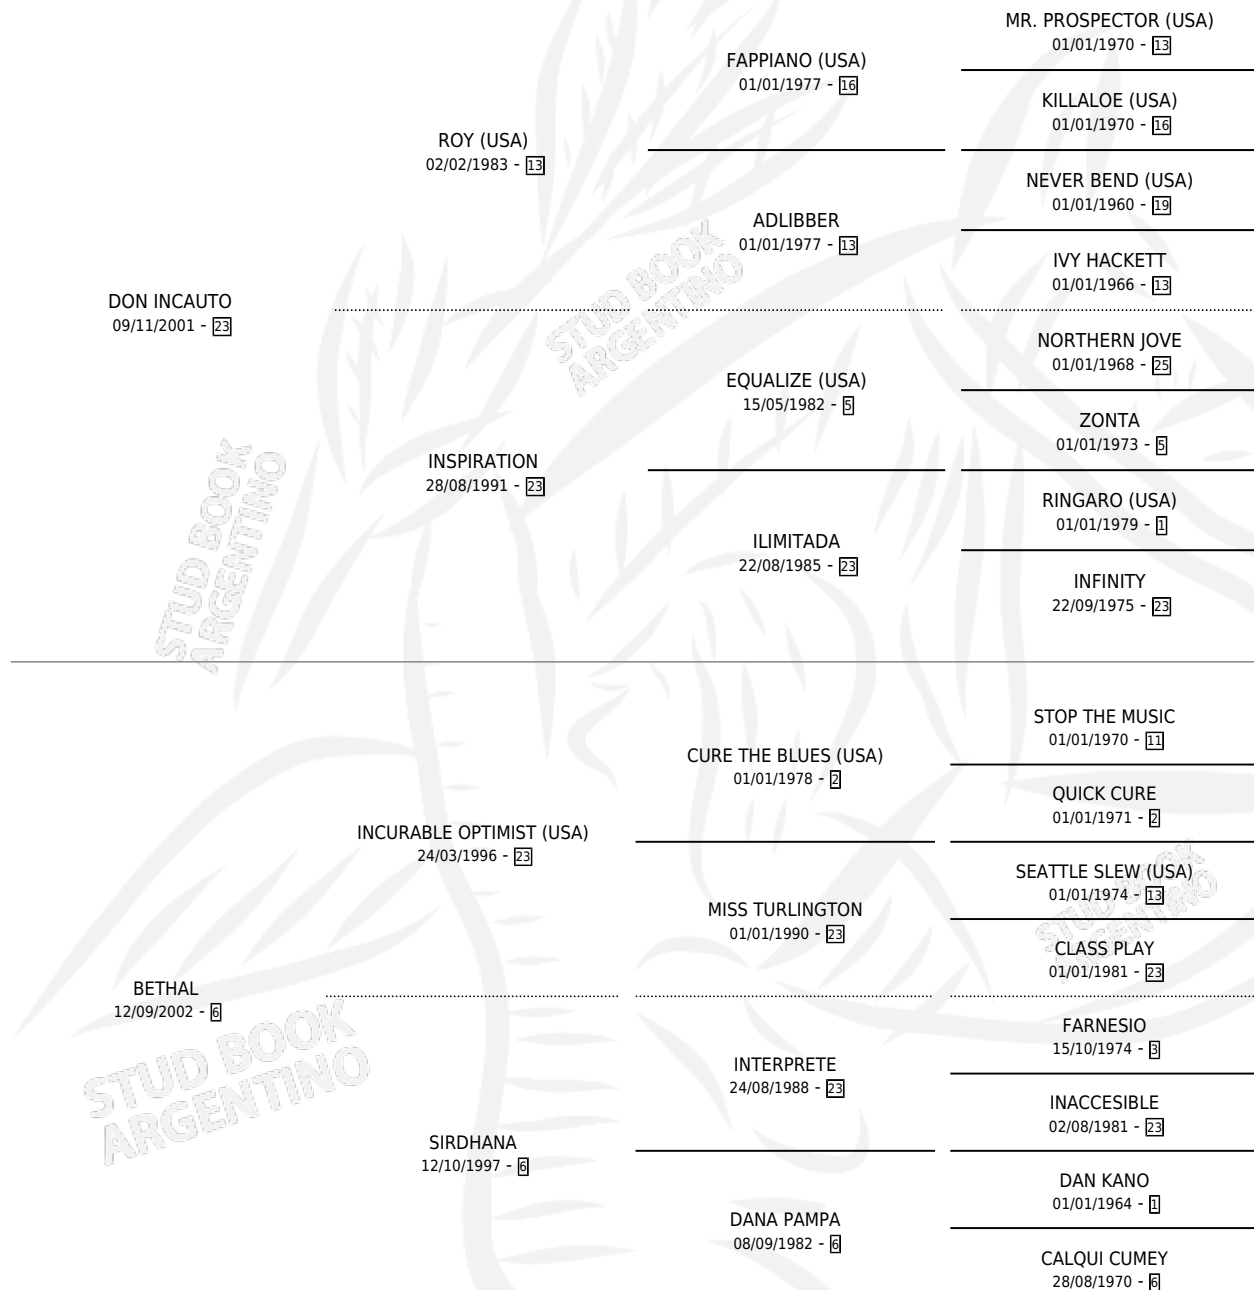 MR. PROSPECTOR (USA)
01/01/1970 - 13
FAPPIANO (USA)
01/01/1977 - 16
KILLALOE (USA)
01/01/1970 - 16
ROY (USA)
02/02/1983 - 13
NEVER BEND (USA)
01/01/1960 - 19
ADLIBBER
01/01/1977 - 13
IVY HACKETT
01/01/1966 - 13
DON INCAUTO
09/11/2001 - 23
NORTHERN JOVE
01/01/1968 - 25
EQUALIZE (USA)
15/05/1982 - 5
ZONTA
01/01/1973 - 5
INSPIRATION
28/08/1991 - 23
RINGARO (USA)
01/01/1979 - 1
ILIMITADA
22/08/1985 - 23
INFINITY
22/09/1975 - 23
STOP THE MUSIC
01/01/1970 - 11
CURE THE BLUES (USA)
01/01/1978 - 2
QUICK CURE
01/01/1971 - 2
INCURABLE OPTIMIST (USA)
24/03/1996 - 23
SEATTLE SLEW (USA)
01/01/1974 - 13
MISS TURLINGTON
01/01/1990 - 23
CLASS PLAY
01/01/1981 - 23
BETHAL
12/09/2002 - 6
FARNESIO
15/10/1974 - 3
INTERPRETE
24/08/1988 - 23
INACCESIBLE
02/08/1981 - 23
SIRDHANA
12/10/1997 - 6
DAN KANO
01/01/1964 - 1
DANA PAMPA
08/09/1982 - 6
CALQUI CUMEY
28/08/1970 - 6
STUD BOOK
ARGENTINO
STUD BOOK
ARGENTINO
STUD BOOK
ARGENTINO
STUD BOOK
ARGENTINO